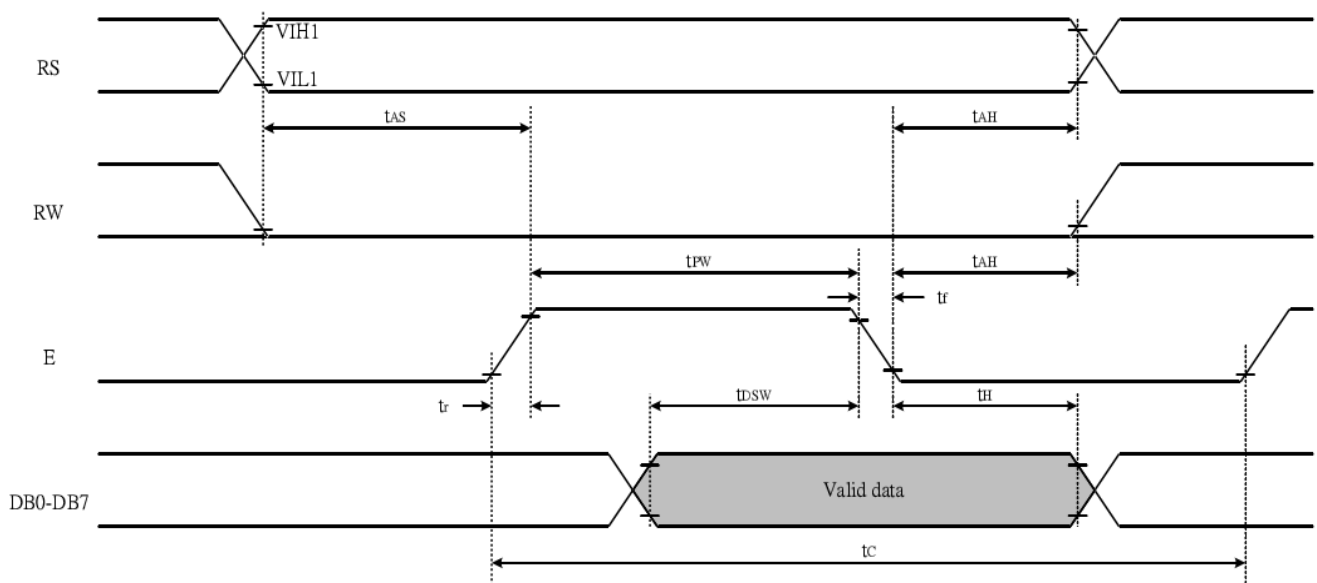 VIH1
RS
VIL1
tAS
tAH
RW
tPW
tAH
tf
E
tr
tDSW
tH
Valid data
DB0-DB7
tC